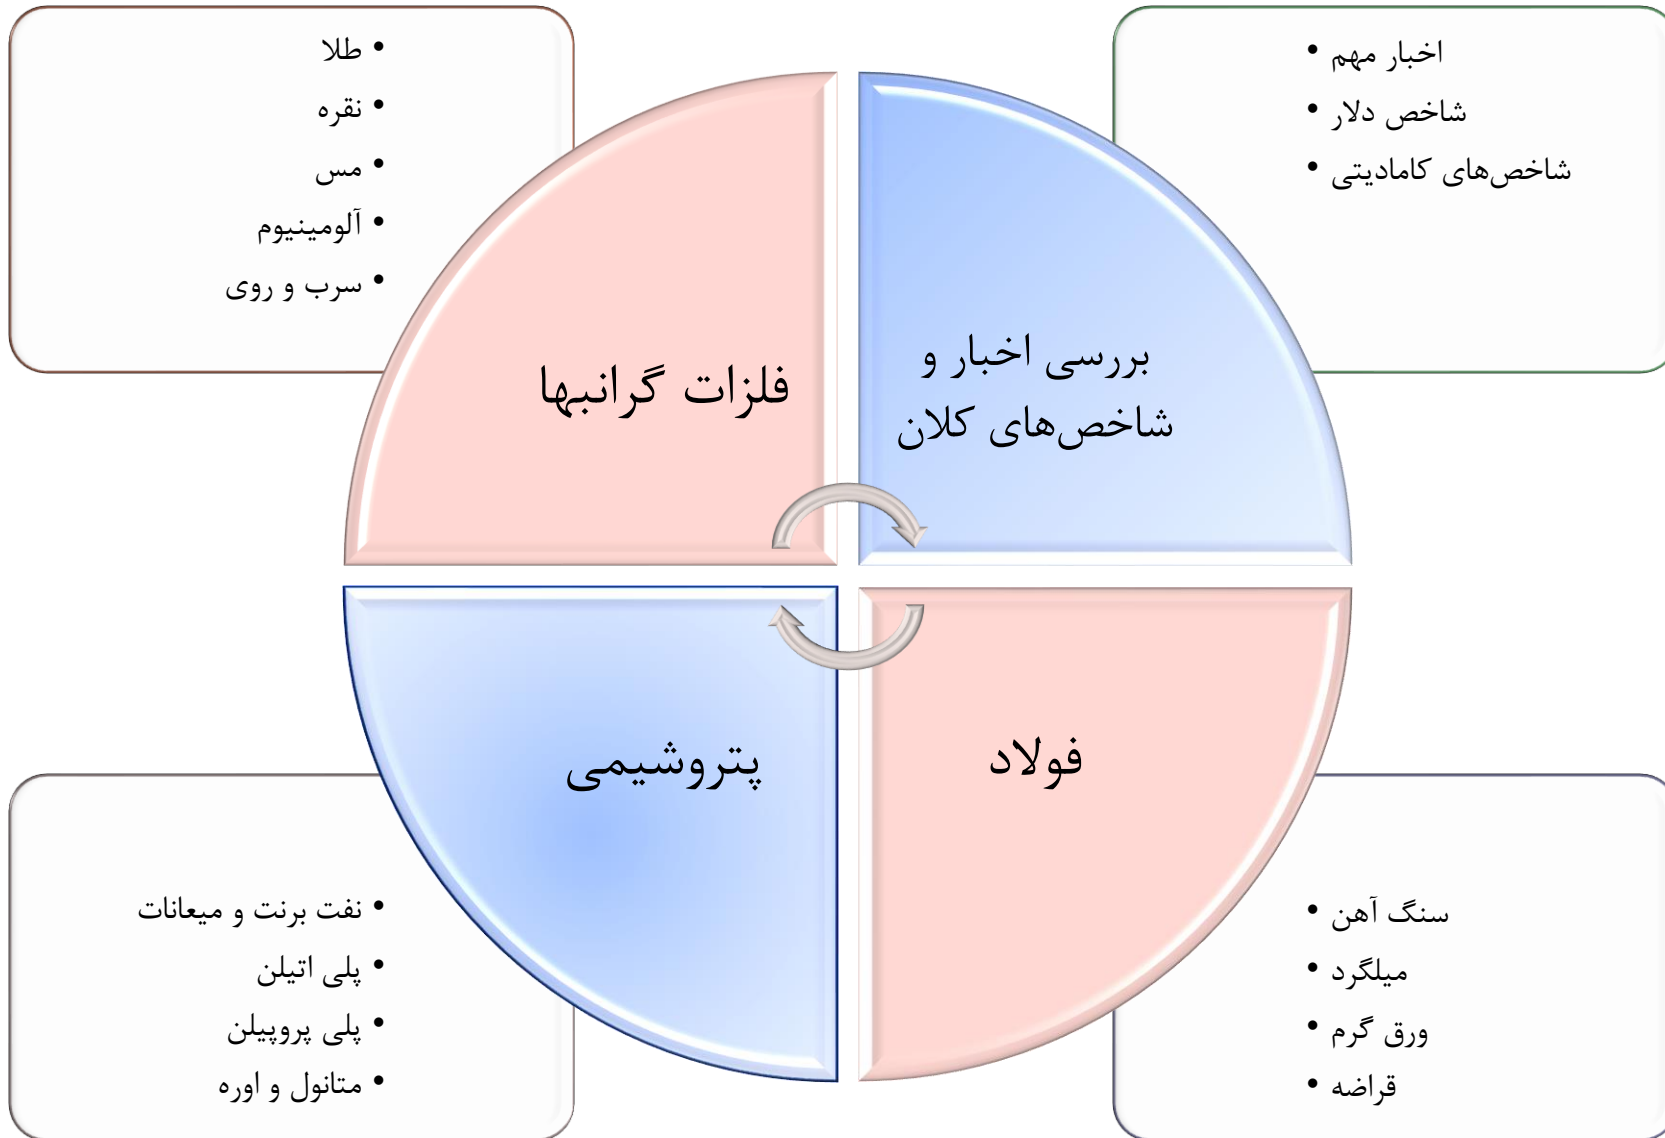 اخبار مهم
شاخص دلار
شاخص‌های کامادیتی
بررسی اخبار و
شاخص‌های کلان
طلا
نقره
مس
آلومینیوم
سرب و روی
فلزات گرانبها
فولاد
سنگ آهن
میلگرد
ورق گرم
قراضه
پتروشیمی
نفت برنت و میعانات
پلی اتیلن
پلی پروپیلن
متانول و اوره